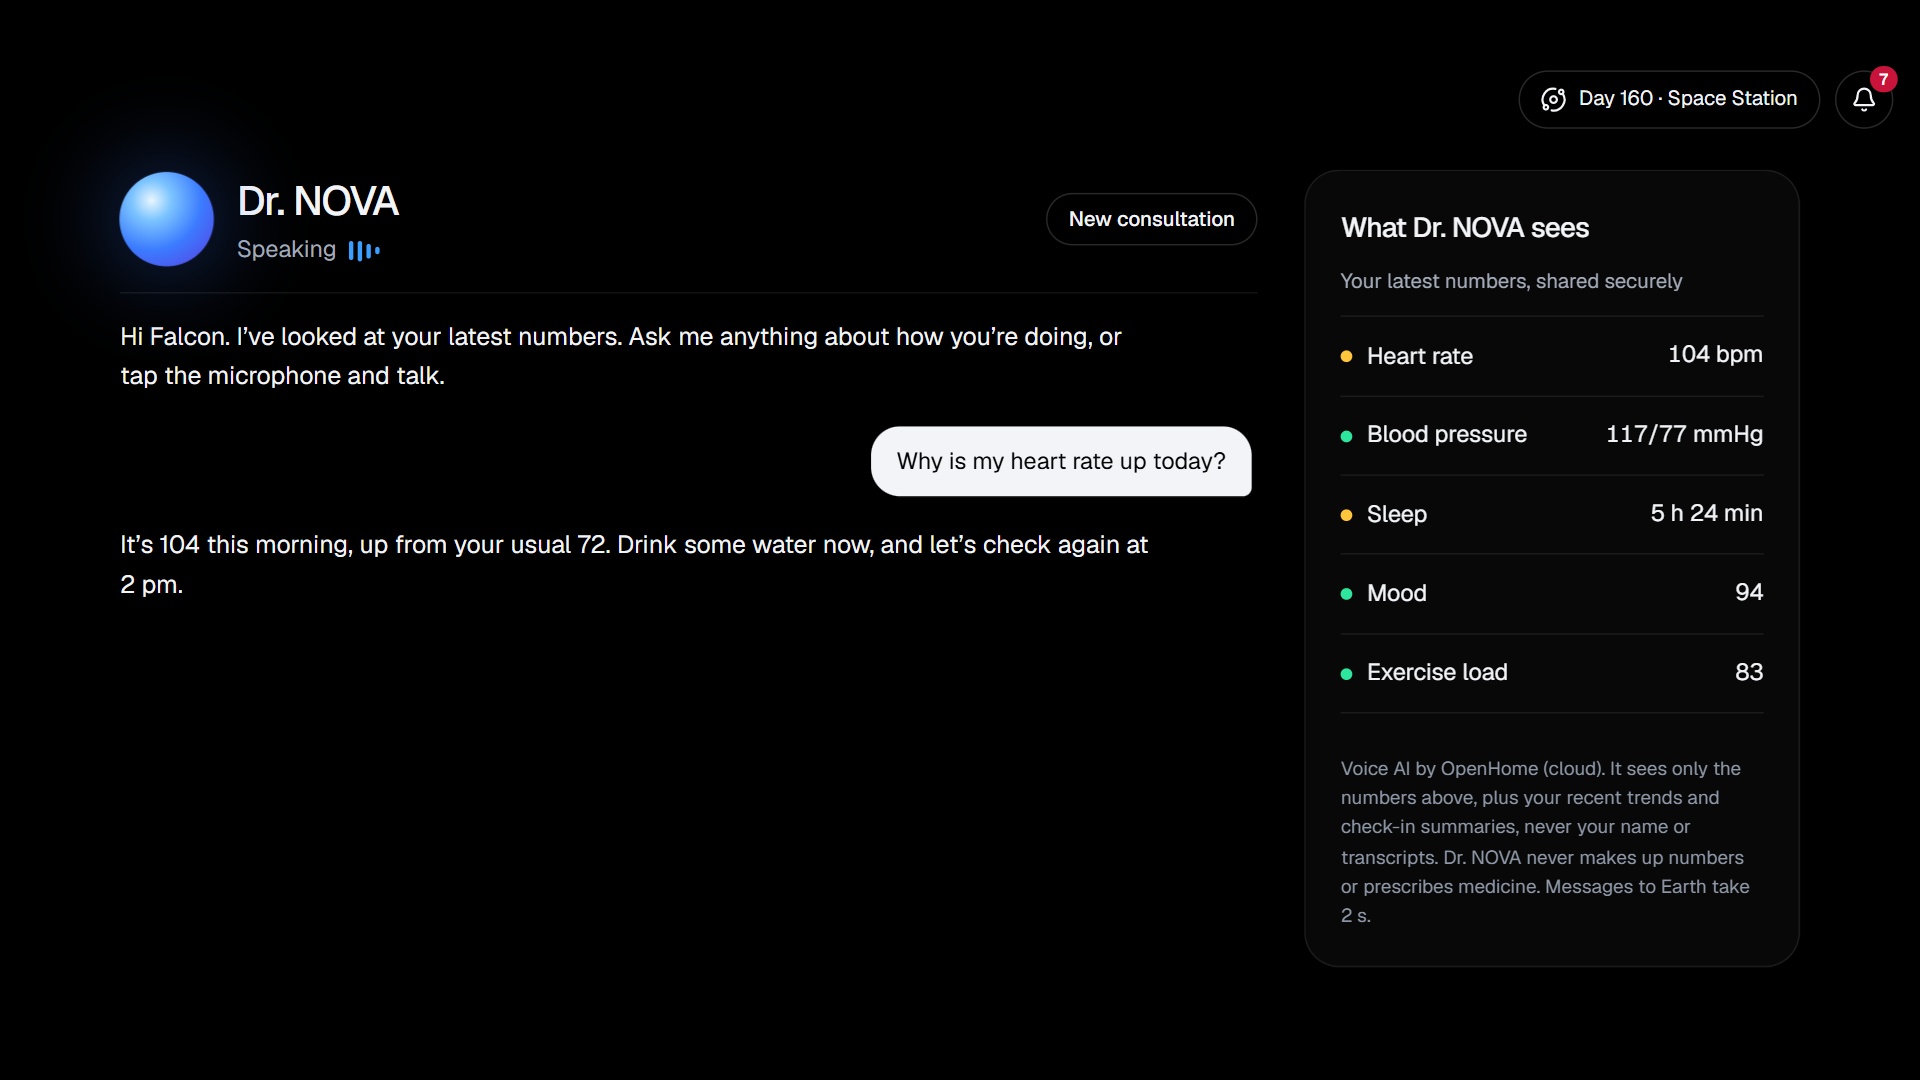 Day 160 · Space Station
7
Dr. NOVA
Speaking
New consultation
Hi Falcon. I’ve looked at your latest numbers. Ask me anything about how you’re doing, or
tap the microphone and talk.
Why is my heart rate up today?
It’s 104 this morning, up from your usual 72. Drink some water now, and let’s check again at
2 pm.
What Dr. NOVA sees
Your latest numbers, shared securely
Heart rate 104 bpm
Blood pressure 117/77 mmHg
Sleep 5 h 24 min
Mood 94
Exercise load 83
Voice AI by OpenHome (cloud). It sees only the
numbers above, plus your recent trends and
check-in summaries, never your name or
transcripts. Dr. NOVA never makes up numbers
or prescribes medicine. Messages to Earth take
2 s.